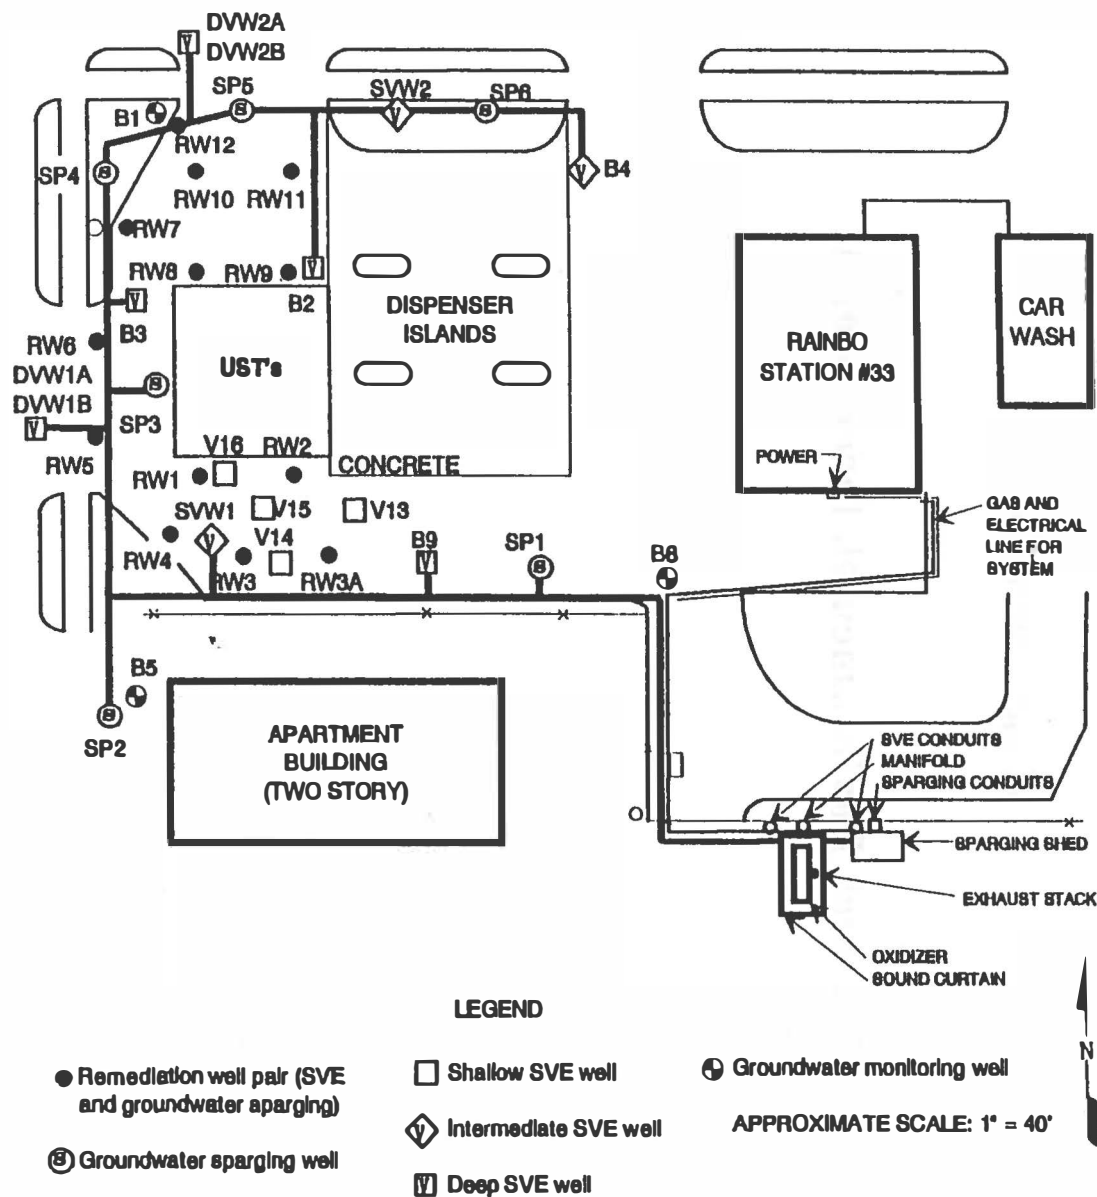 DVW2A
DVW2B
SP5
SVW2
SP6
B1
RW12
SP4
RW10
RW11
B4
RW7
RW8
RW9
B2
B3
DISPENSER
ISLANDS
RAINBO
STATION #33
CAR
WASH
RW6
DVW1A
DVW1B
UST's
SP3
RW5
V16
RW2
RW1
CONCRETE
POWER
SVW1
V15
V13
GAS AND
ELECTRICAL
LINE FOR
SYSTEM
RW4
V14
RW3
RW3A
B9
SP1
B6
B5
SP2
APARTMENT
BUILDING
(TWO STORY)
SVE CONDUITS
MANIFOLD
SPARGING CONDUITS
SPARGING SHED
EXHAUST STACK
OXIDIZER
SOUND CURTAIN
N
LEGEND
Remediation well pair (SVE
and groundwater aparging)
S Groundwater sparging well
Shallow SVE well
V Intermediate SVE well
V Deep SVE well
Groundwater monitoring well
APPROXIMATE SCALE: 1" = 40'